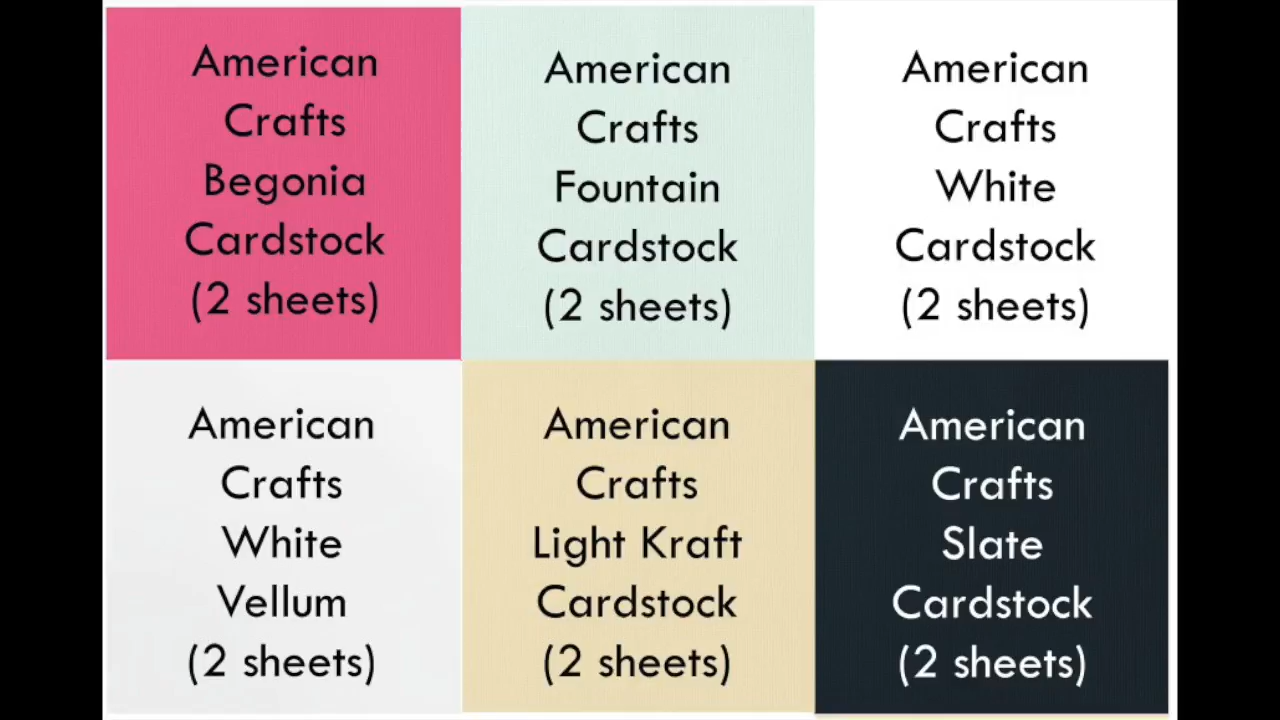 American
Crafts
Begonia
Cardstock
(2 sheets)
American
Crafts
Fountain
Cardstock
(2 sheets)
American
Crafts
White
Cardstock
(2 sheets)
American
Crafts
White
Vellum
(2 sheets)
American
Crafts
Light Kraft
Cardstock
(2 sheets)
American
Crafts
Slate
Cardstock
(2 sheets)